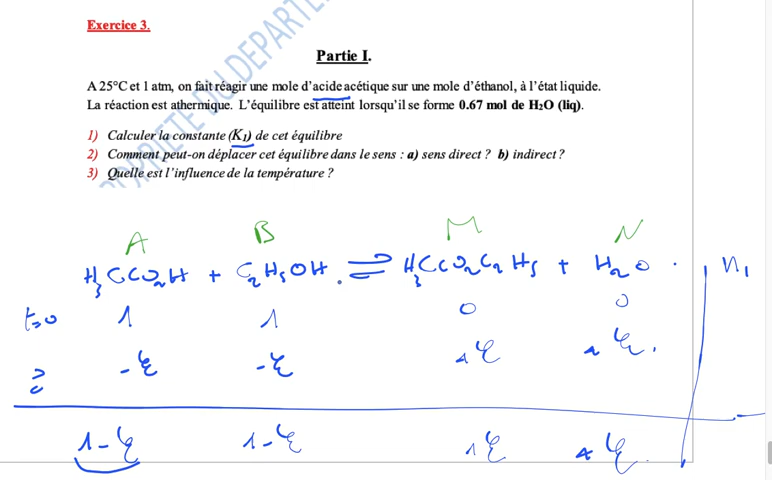 Exercice 3.
PROPRIETE DU DEPARTE
Partie I.
A 25°C et 1 atm, on fait réagir une mole d'acide acétique sur une mole d'éthanol, à l'état liquide.
La réaction est athermique. L'équilibre est atteint lorsqu'il se forme 0.67 mol de H₂O (liq).
1) Calculer la constante (K₁) de cet équilibre
2) Comment peut-on déplacer cet équilibre dans le sens : a) sens direct ? b) indirect ?
3) Quelle est l'influence de la température ?
A B M N
H₃CCO₂H + C₂H₅OH ⇌ H₃CCO₂C₂H₅ + H₂O n₁
t=0 1 1 0 0
-ξ -ξ +ξ +ξ
1-ξ 1-ξ +ξ +ξ